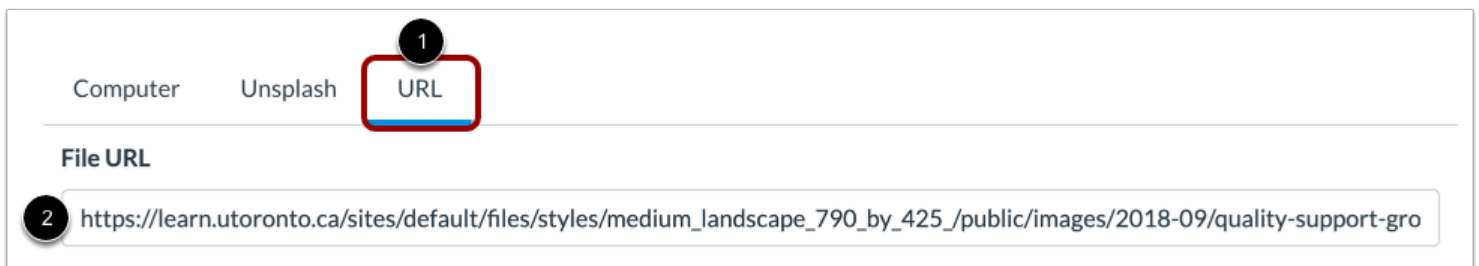 1
Computer Unsplash URL
File URL
2 https://learn.utoronto.ca/sites/default/files/styles/medium_landscape_790_by_425_/public/images/2018-09/quality-support-gro